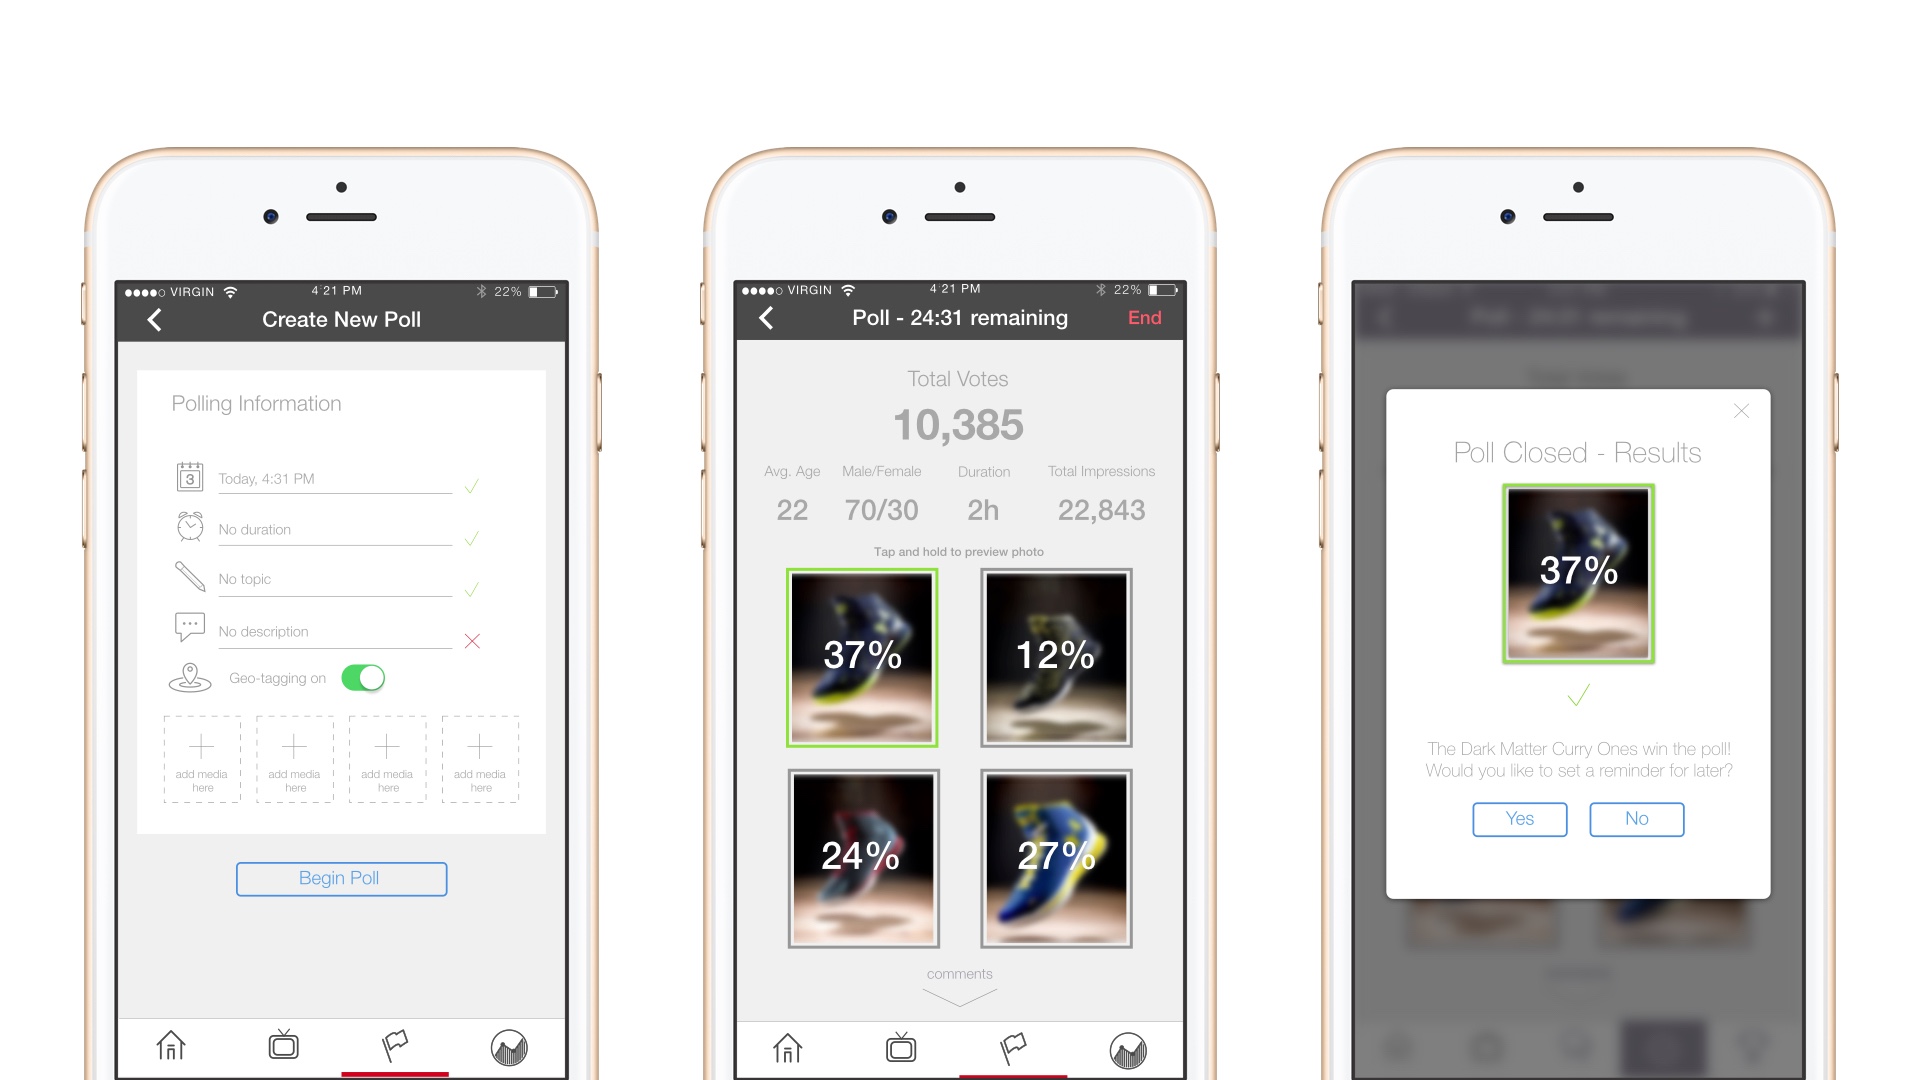 VIRGIN
4:21 PM
22%
Create New Poll
Polling Information
3
Today, 4:31 PM
No duration
No topic
No description
Geo-tagging on
add media
here
add media
here
add media
here
add media
here
Begin Poll
VIRGIN
4:21 PM
22%
Poll - 24:31 remaining
End
Total Votes
10,385
Avg. Age
Male/Female
Duration
Total Impressions
22
70/30
2h
22,843
Tap and hold to preview photo
37%
12%
24%
27%
comments
Poll Closed - Results
37%
The Dark Matter Curry Ones win the poll!
Would you like to set a reminder for later?
Yes
No